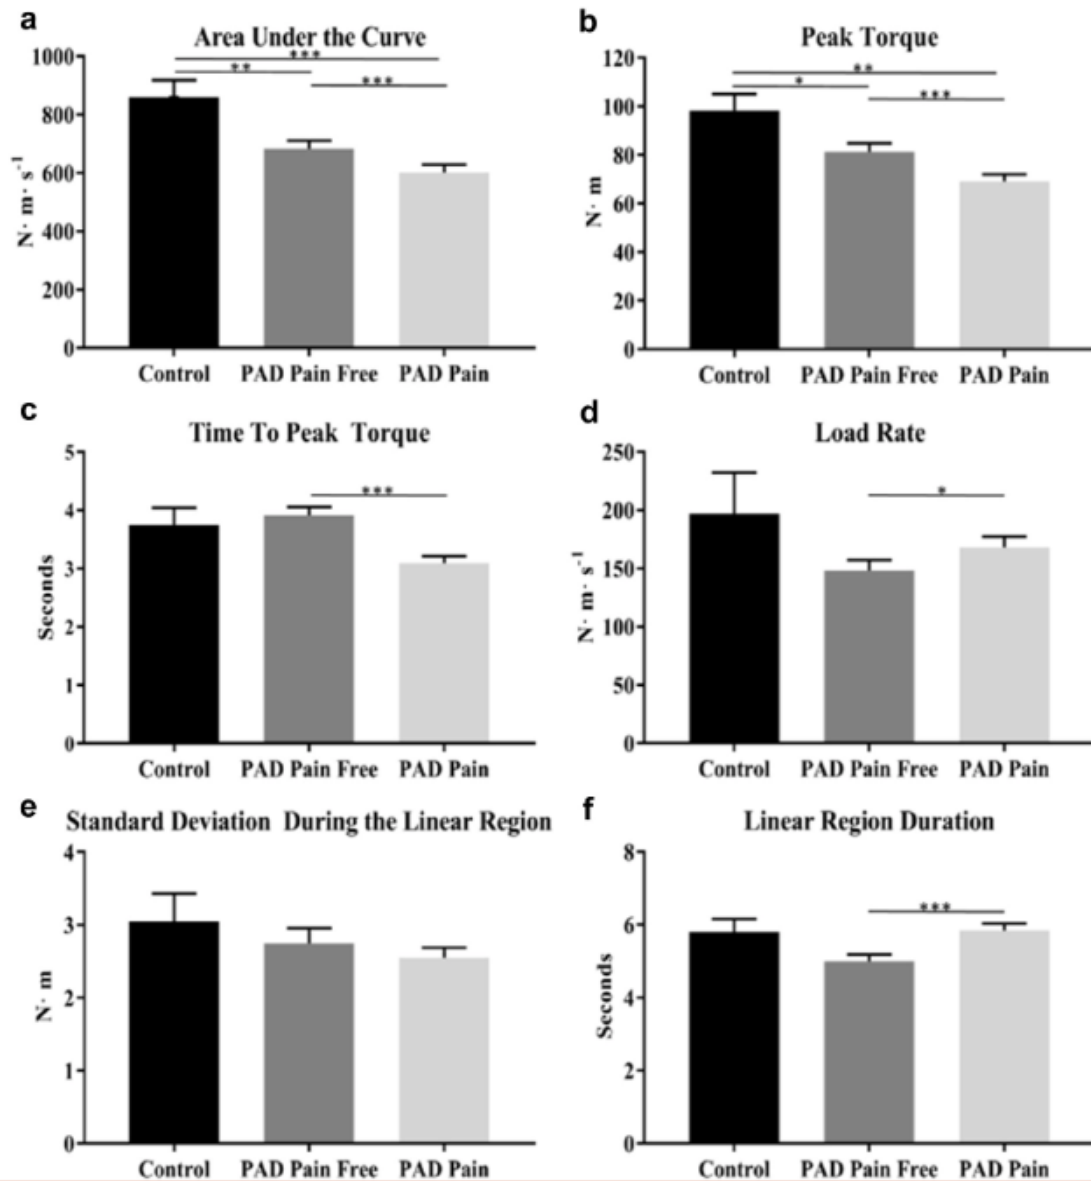 a
Area Under the Curve
N· m· s⁻¹
1000
800
600
400
200
0
***
**
***
Control PAD Pain Free PAD Pain
b
Peak Torque
N· m
120
100
80
60
40
20
0
**
*
***
Control PAD Pain Free PAD Pain
c
Time To Peak Torque
Seconds
5
4
3
2
1
0
***
Control PAD Pain Free PAD Pain
d
Load Rate
N· m· s⁻¹
250
200
150
100
50
0
*
Control PAD Pain Free PAD Pain
e
Standard Deviation During the Linear Region
N· m
4
3
2
1
0
Control PAD Pain Free PAD Pain
f
Linear Region Duration
Seconds
8
6
4
2
0
***
Control PAD Pain Free PAD Pain